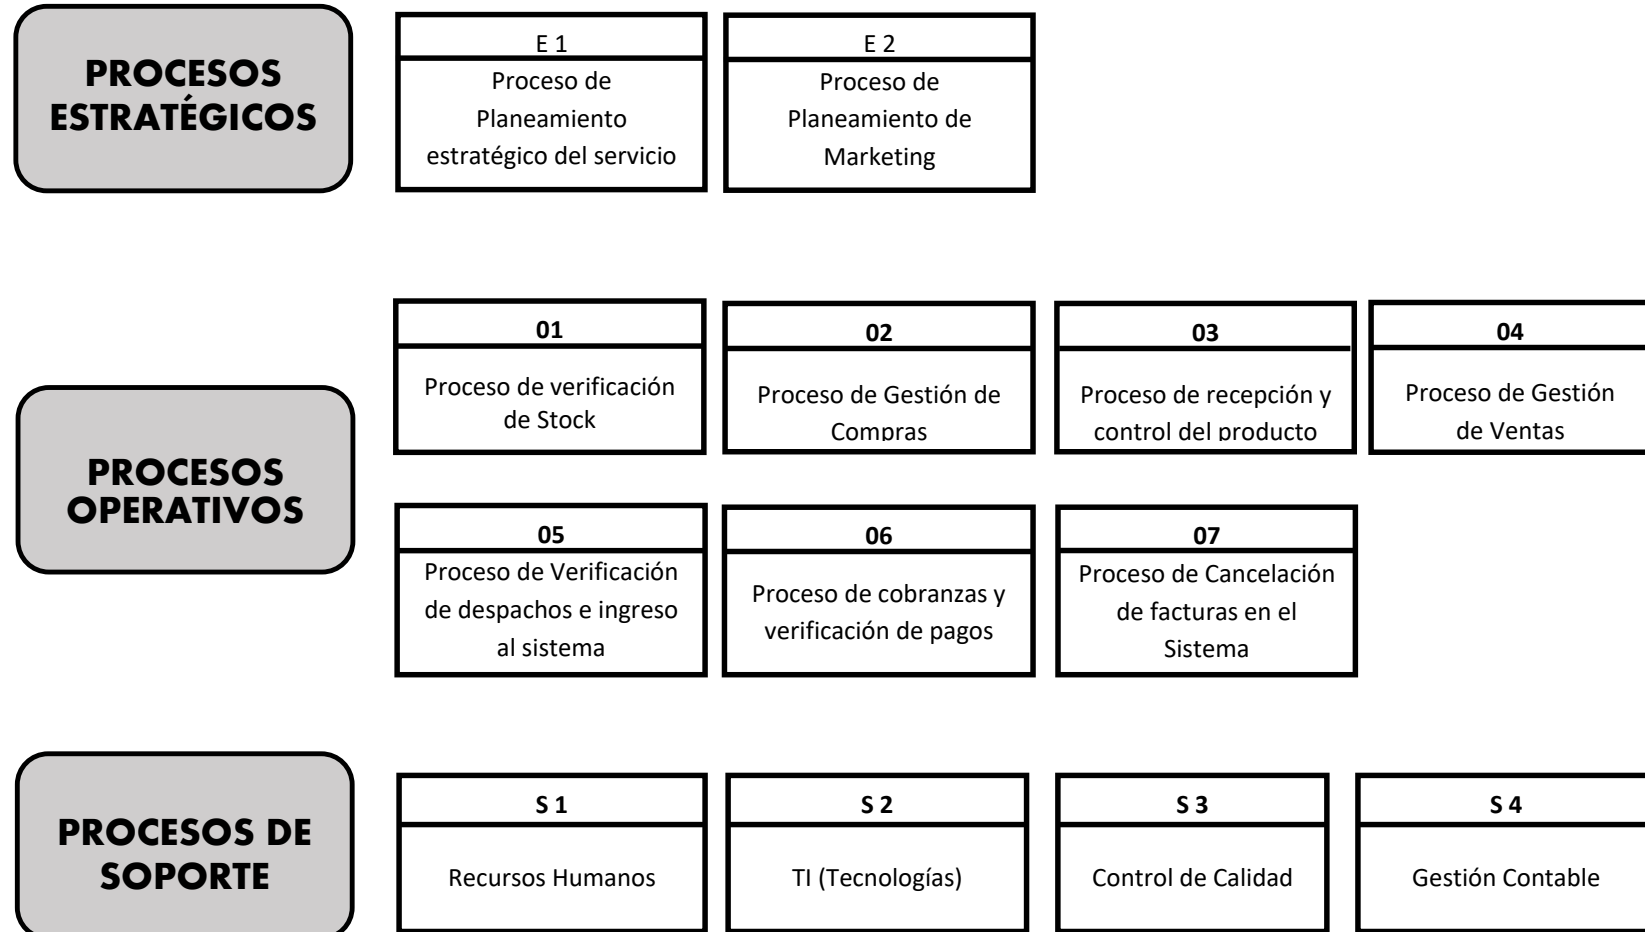 PROCESOS
ESTRATÉGICOS
E 1
Proceso de
Planeamiento
estratégico del servicio
E 2
Proceso de
Planeamiento de
Marketing
PROCESOS
OPERATIVOS
01
Proceso de verificación
de Stock
02
Proceso de Gestión de
Compras
03
Proceso de recepción y
control del producto
04
Proceso de Gestión
de Ventas
05
Proceso de Verificación
de despachos e ingreso
al sistema
06
Proceso de cobranzas y
verificación de pagos
07
Proceso de Cancelación
de facturas en el
Sistema
PROCESOS DE
SOPORTE
S 1
Recursos Humanos
S 2
TI (Tecnologías)
S 3
Control de Calidad
S 4
Gestión Contable